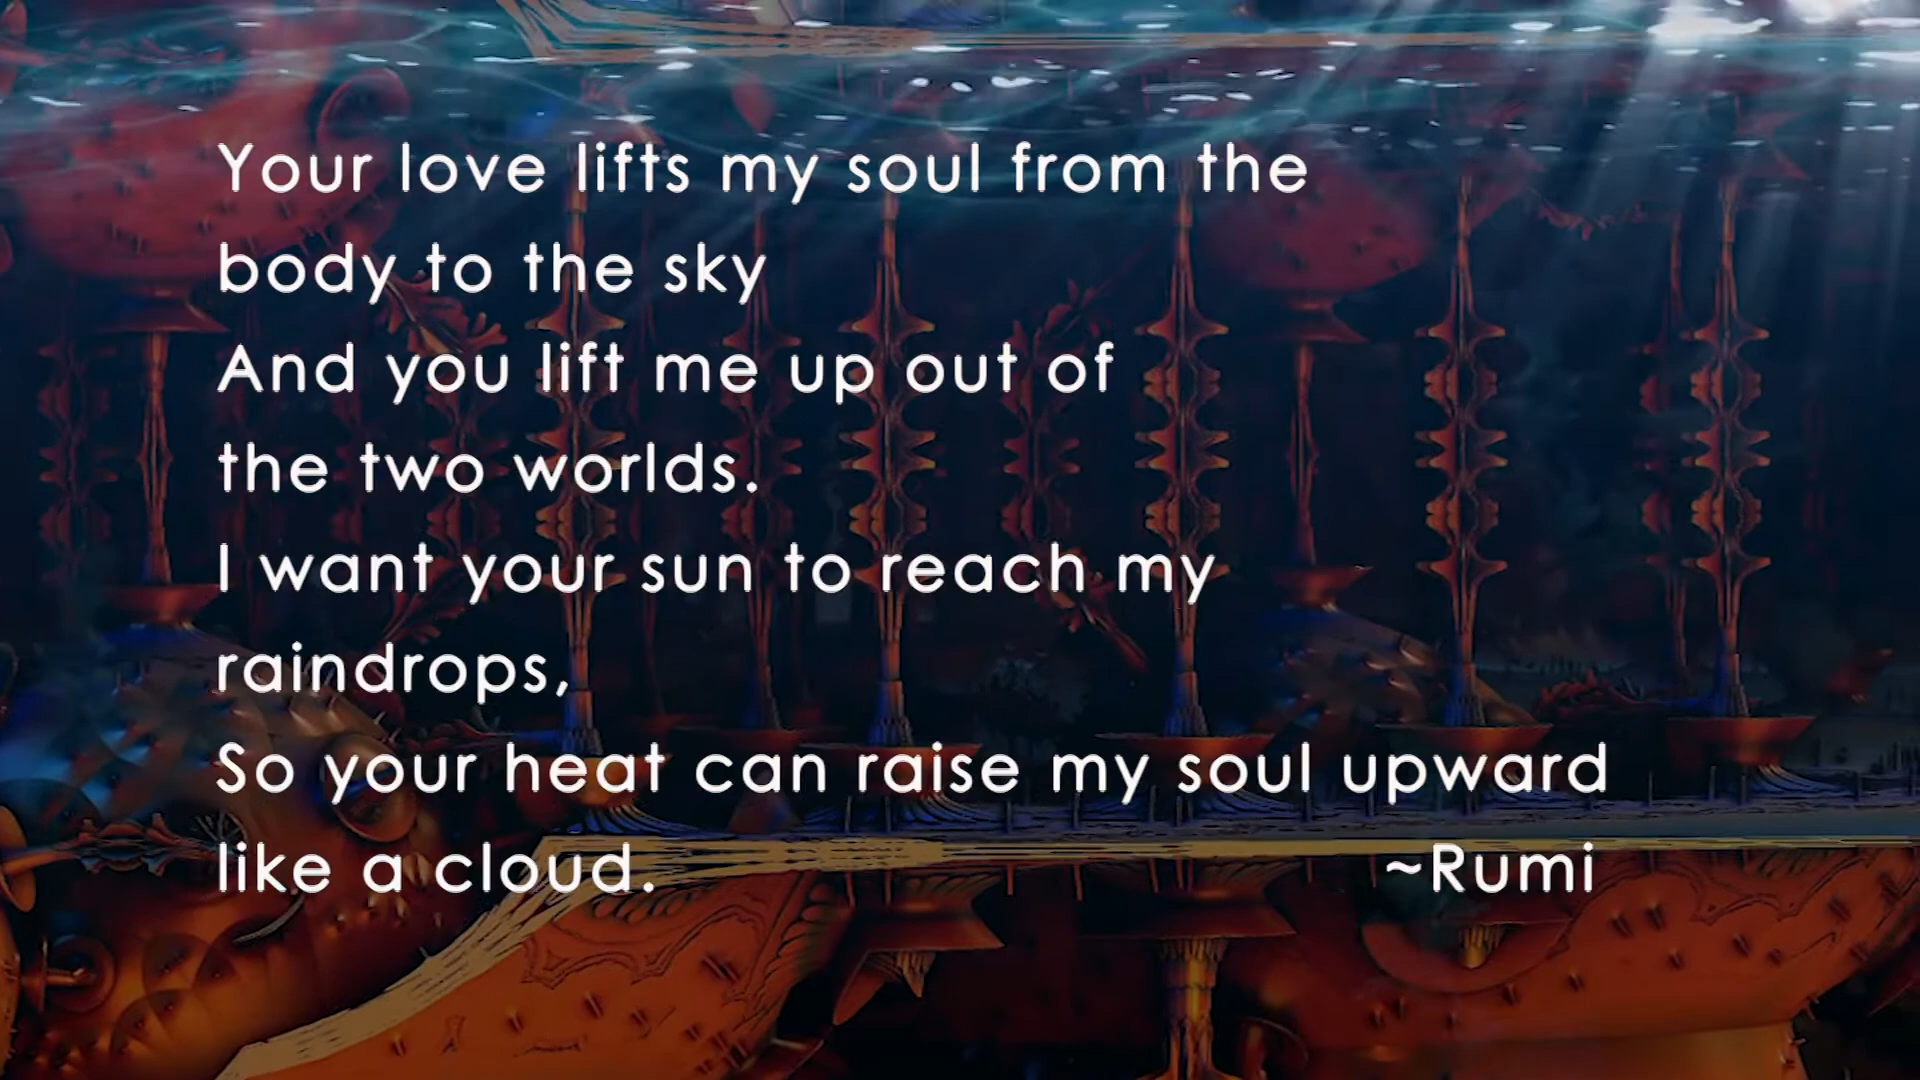 Your love lifts my soul from the
body to the sky
And you lift me up out of
the two worlds.
I want your sun to reach my
raindrops,
So your heat can raise my soul upward
like a cloud. ~Rumi